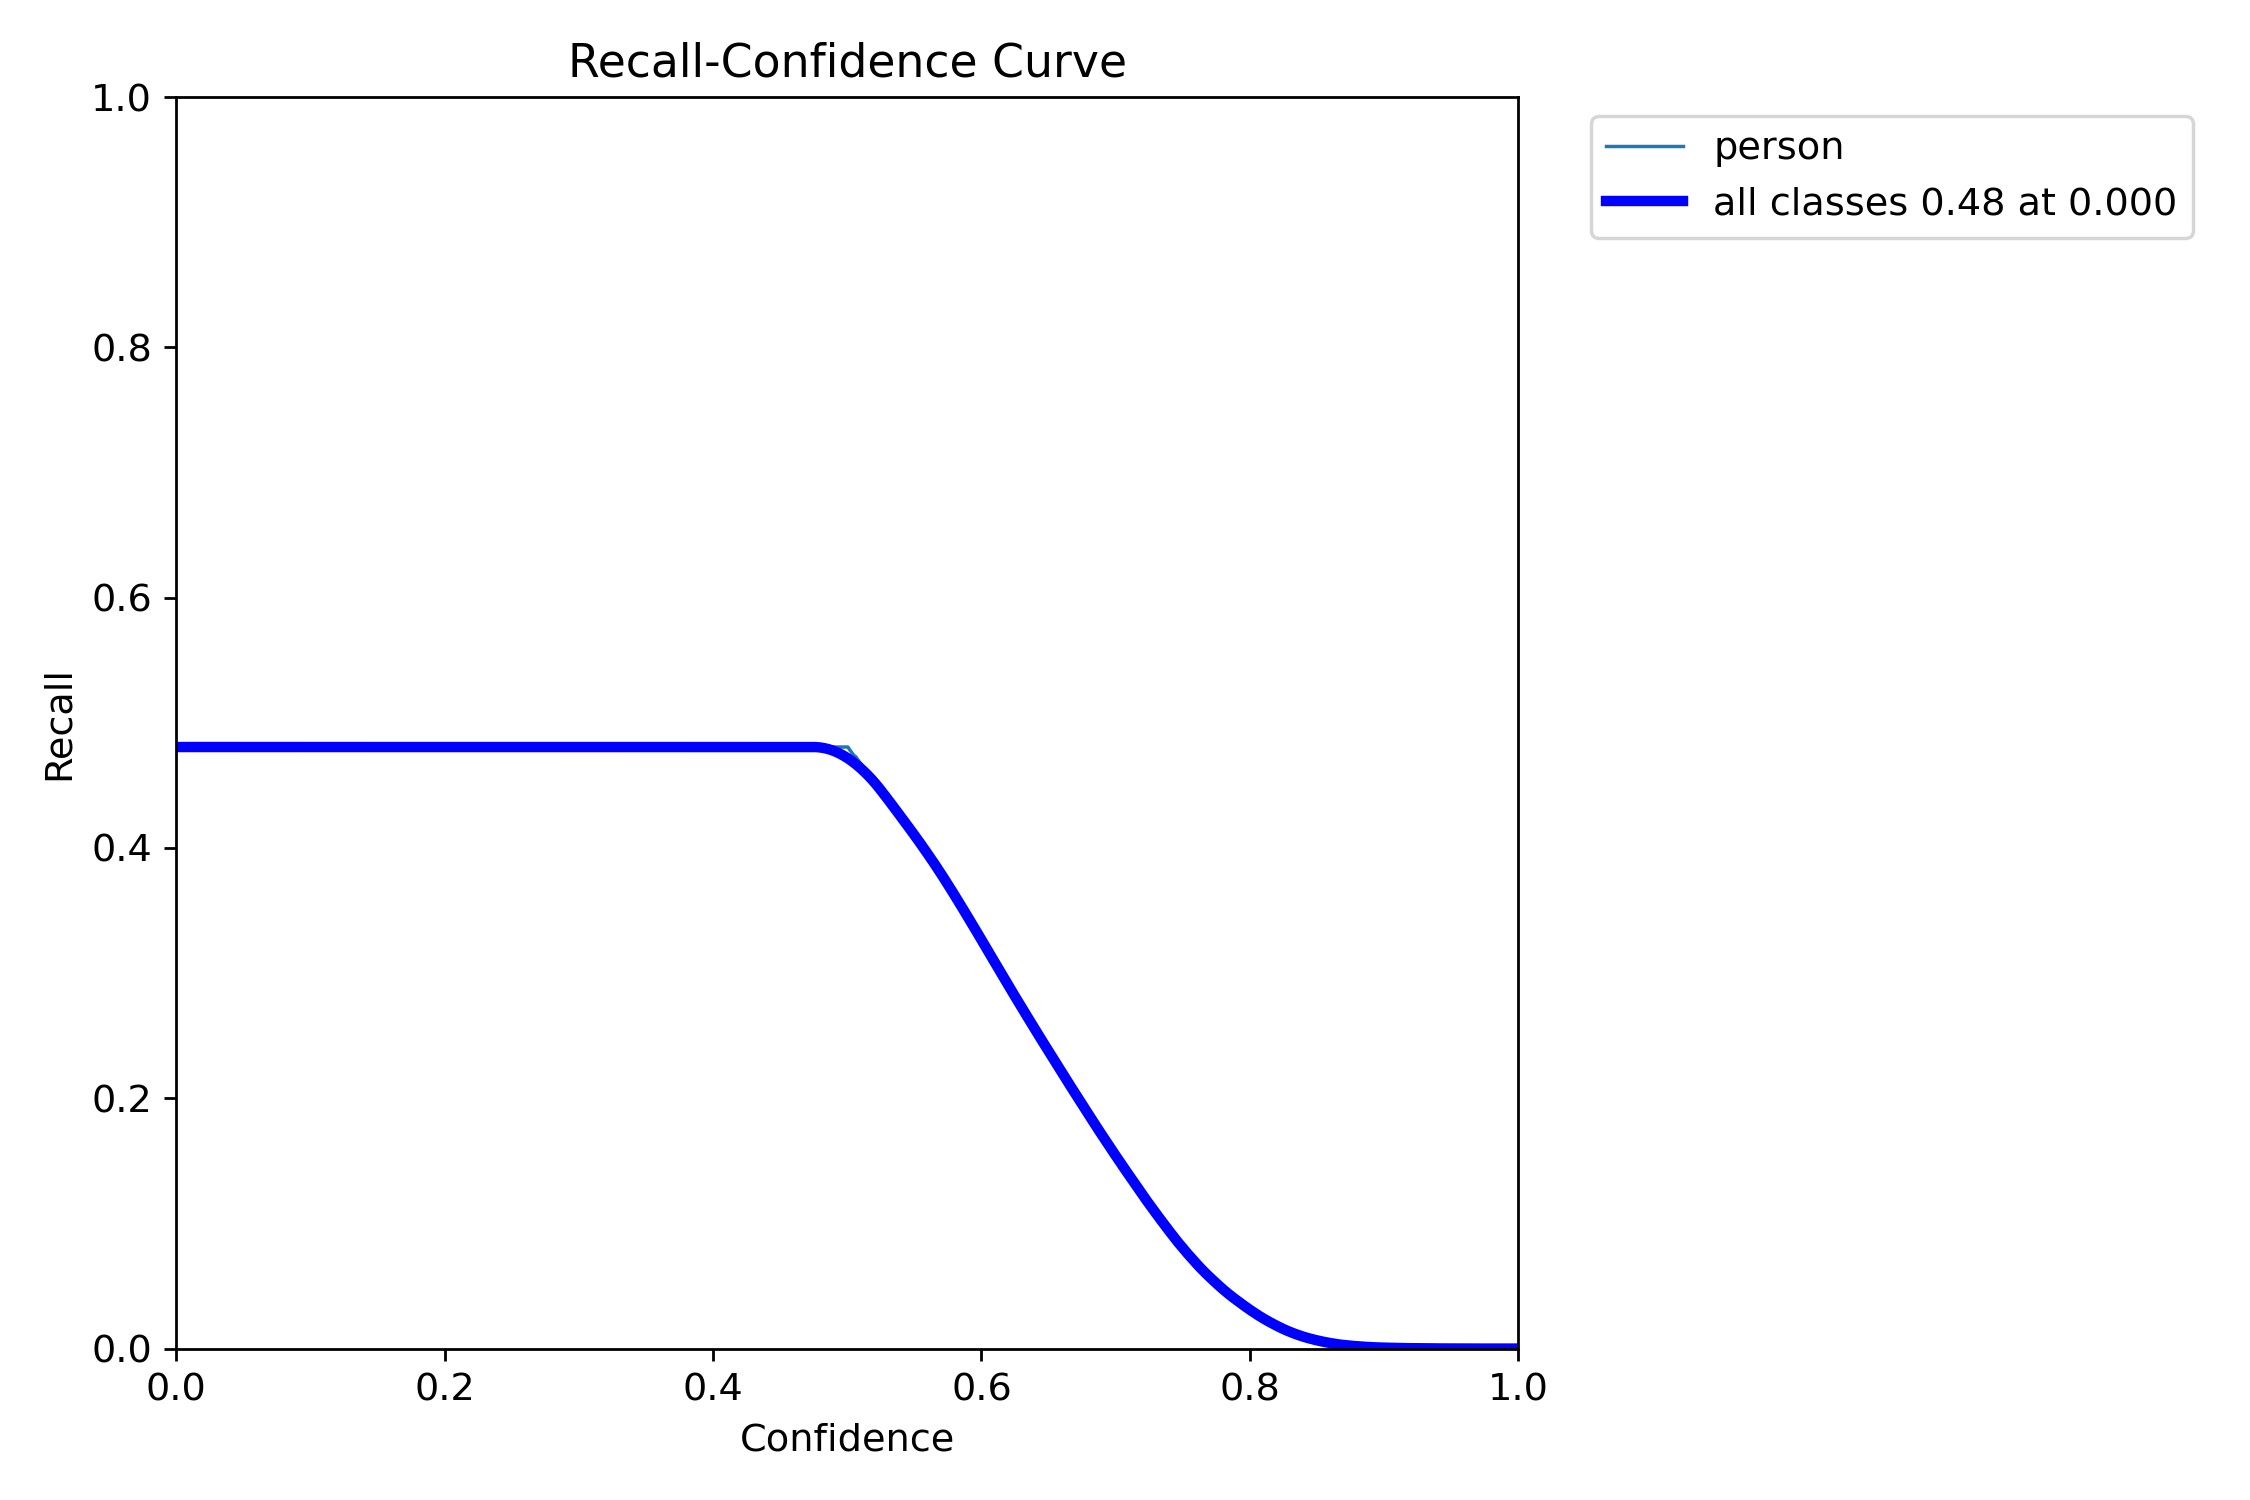 Recall-Confidence Curve
1.0
0.8
0.6
0.4
0.2
0.0
Recall
0.0 0.2 0.4 0.6 0.8 1.0
Confidence
person
all classes 0.48 at 0.000